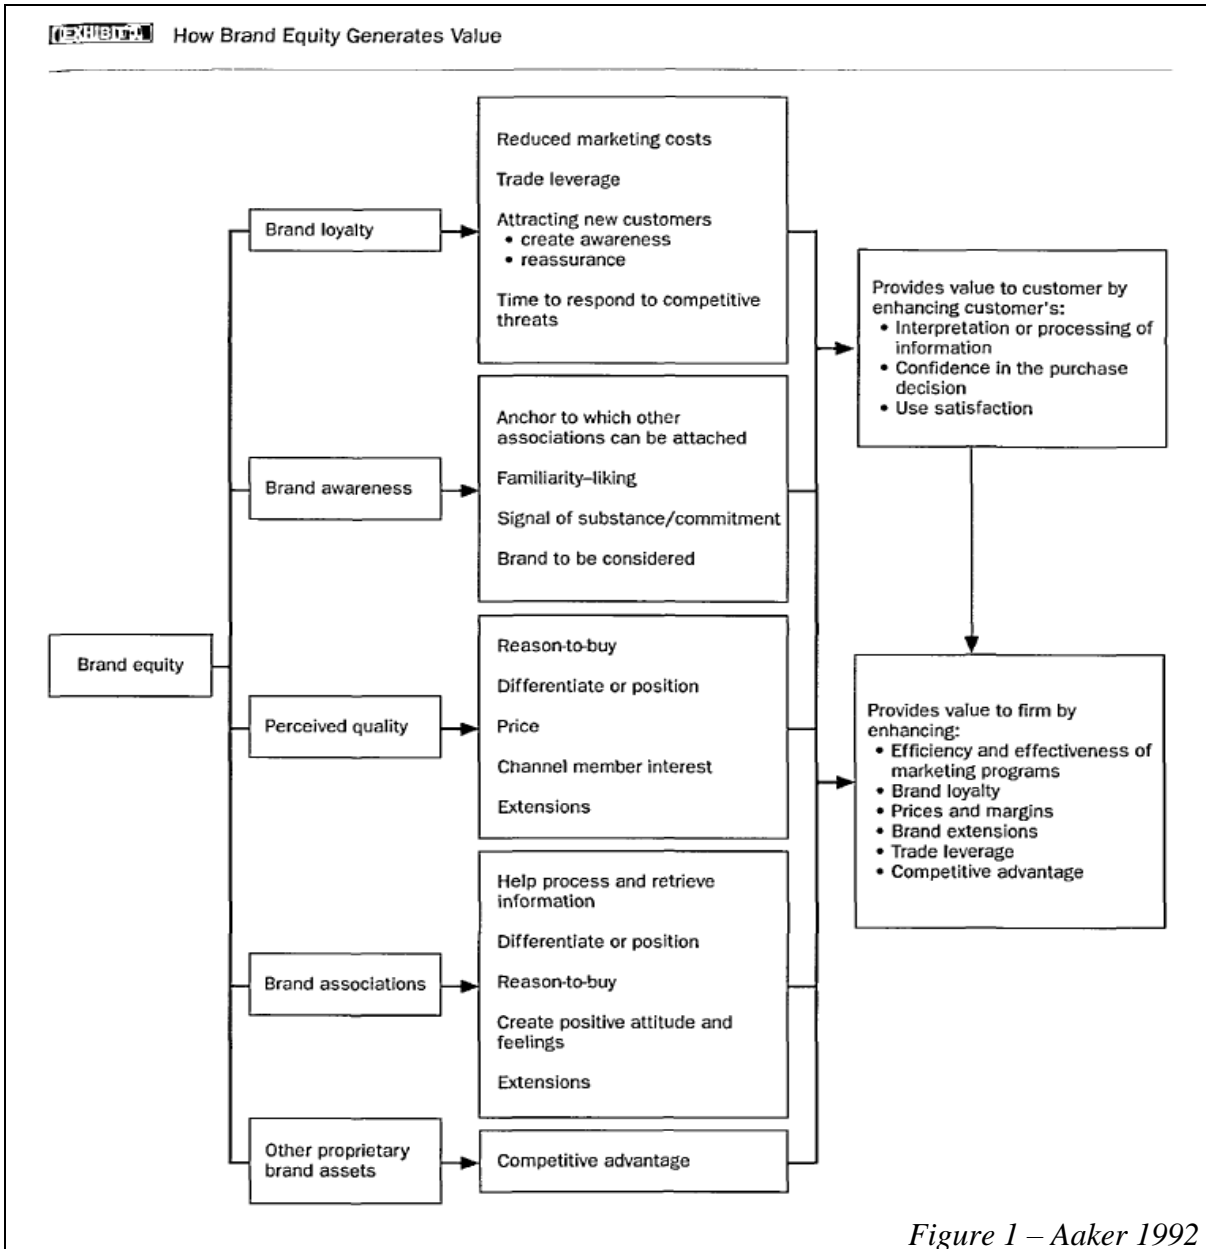 How Brand Equity Generates Value
Reduced marketing costs
Trade leverage
Attracting new customers
• create awareness
• reassurance
Time to respond to competitive
threats
Brand loyalty
Provides value to customer by
enhancing customer's:
• Interpretation or processing of
information
• Confidence in the purchase
decision
• Use satisfaction
Anchor to which other
associations can be attached
Familiarity–liking
Signal of substance/commitment
Brand to be considered
Brand awareness
Brand equity
Reason-to-buy
Differentiate or position
Price
Channel member interest
Extensions
Perceived quality
Provides value to firm by
enhancing:
• Efficiency and effectiveness of
marketing programs
• Brand loyalty
• Prices and margins
• Brand extensions
• Trade leverage
• Competitive advantage
Help process and retrieve
information
Differentiate or position
Reason-to-buy
Create positive attitude and
feelings
Extensions
Brand associations
Other proprietary
brand assets
Competitive advantage
Figure 1 – Aaker 1992